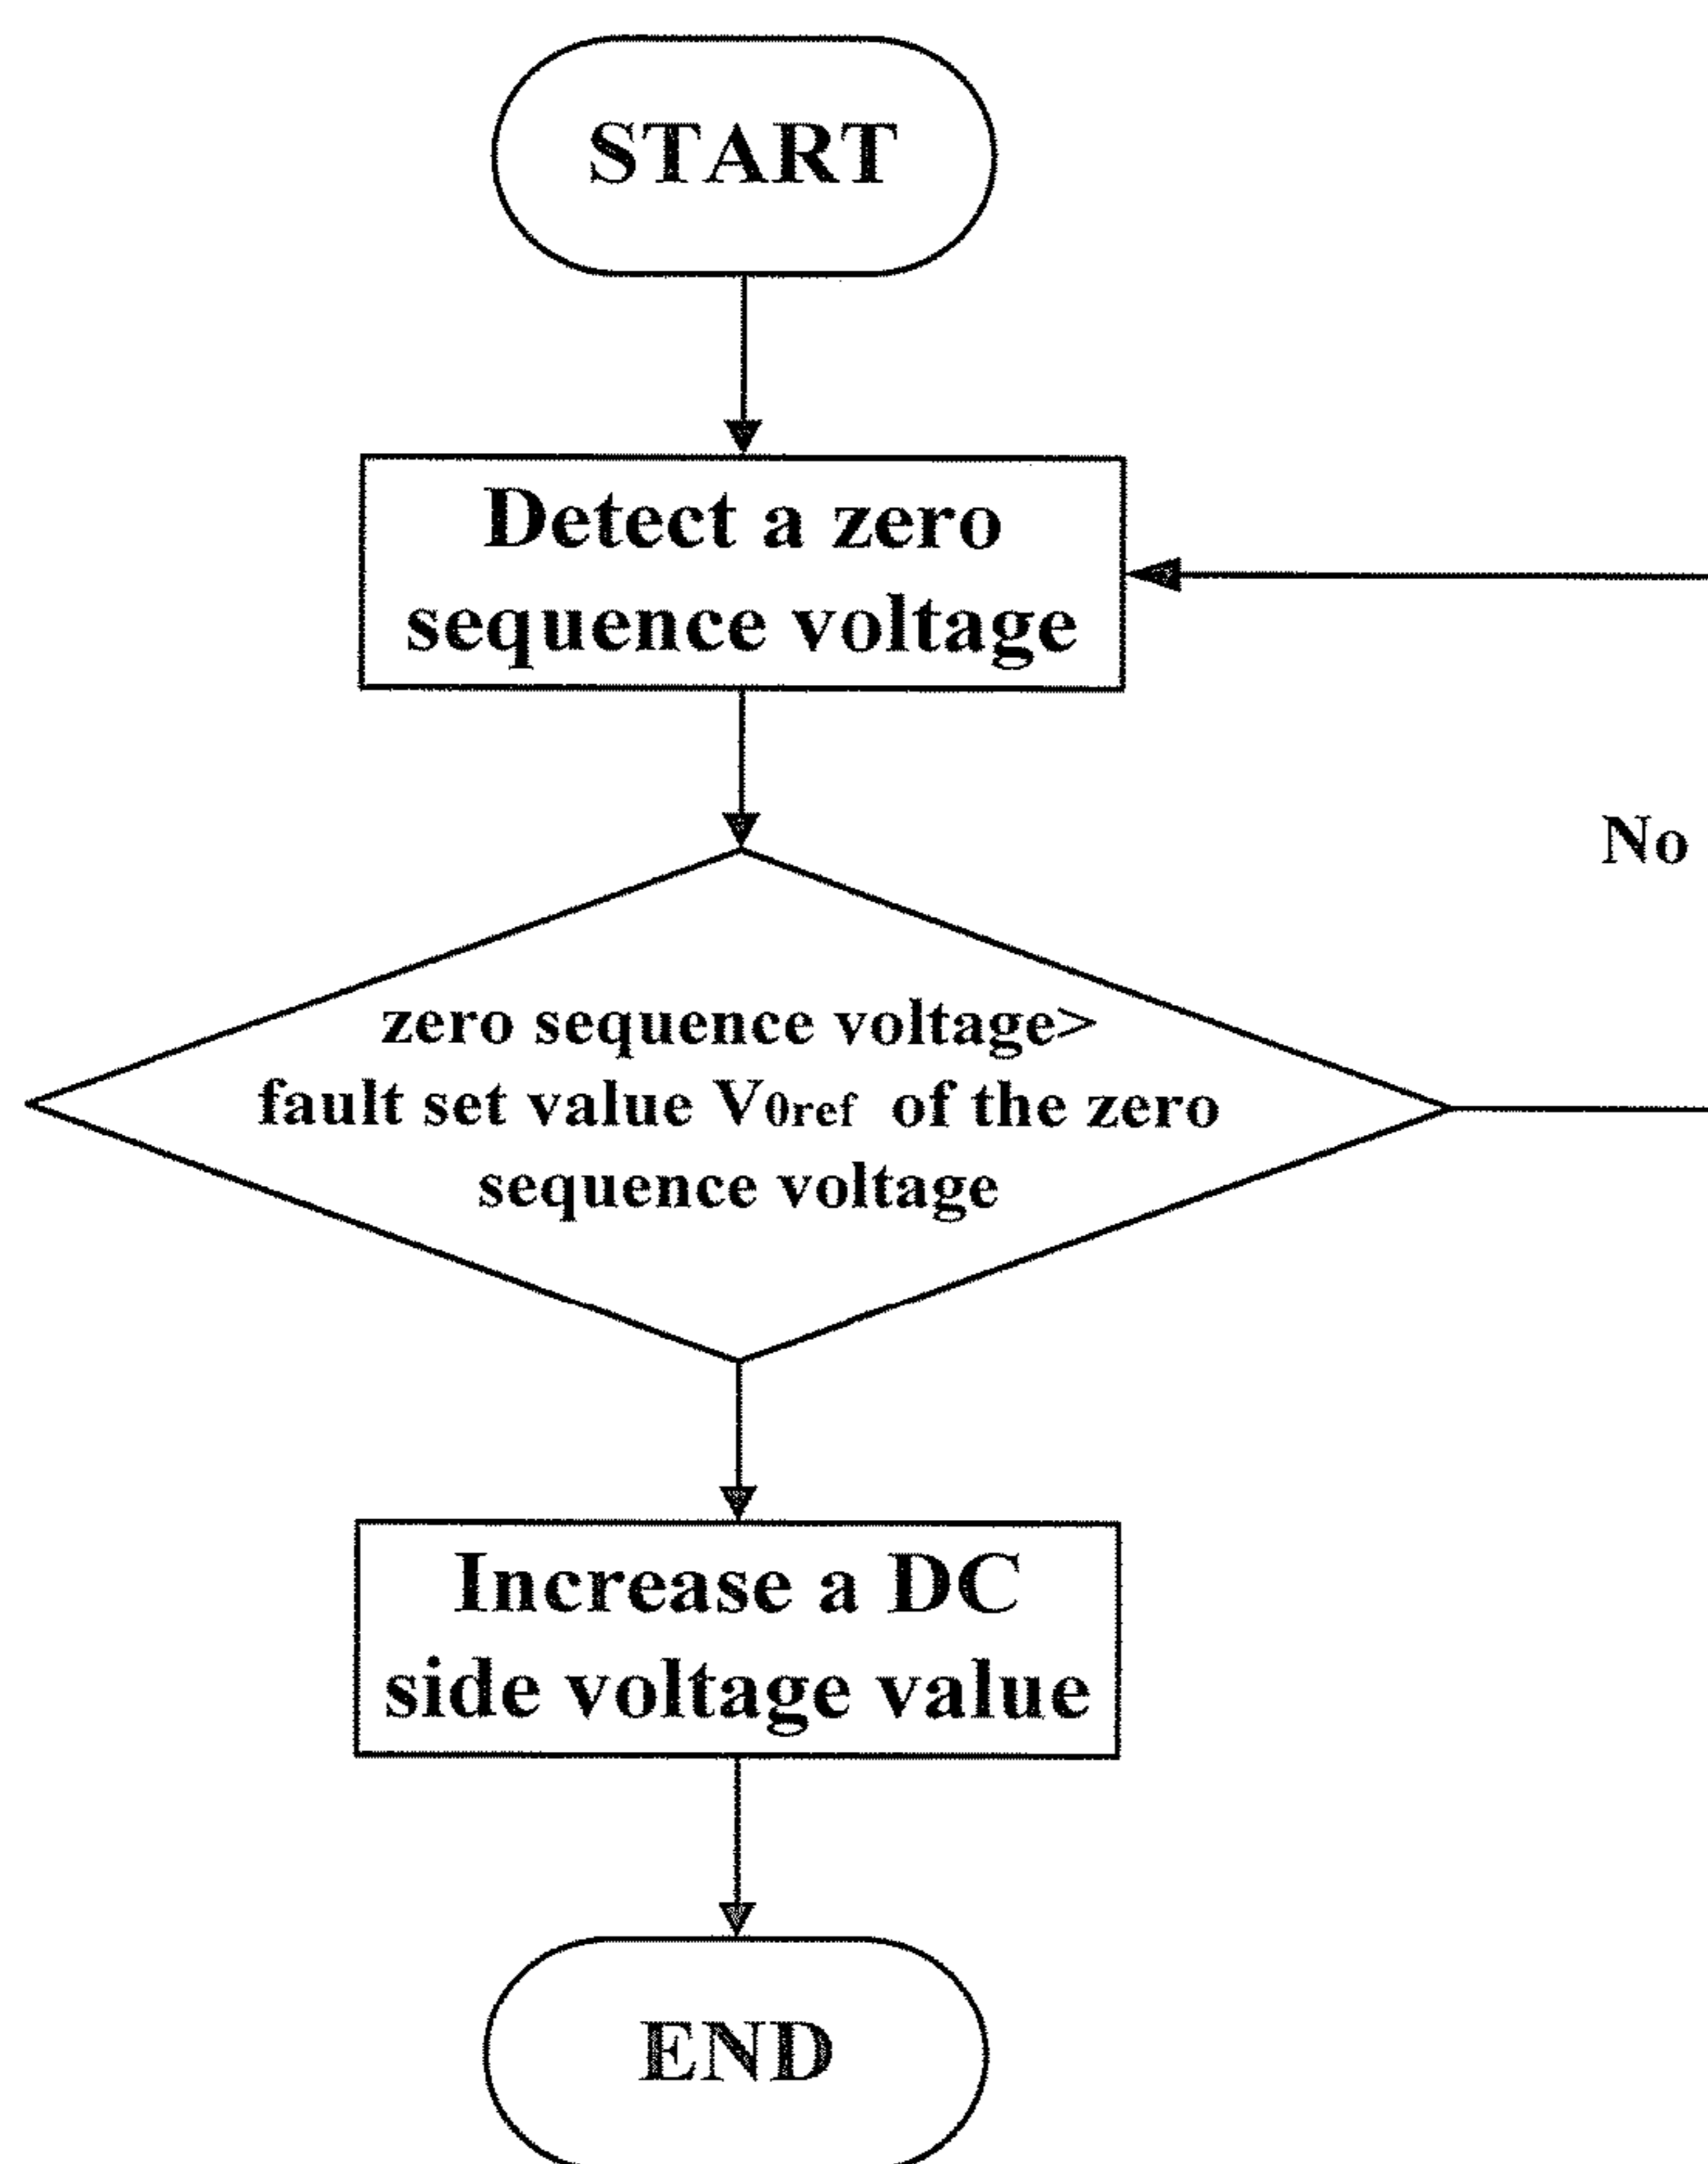 START
Detect a zero
sequence voltage
No
zero sequence voltage>
fault set value V0ref of the zero
sequence voltage
Increase a DC
side voltage value
END